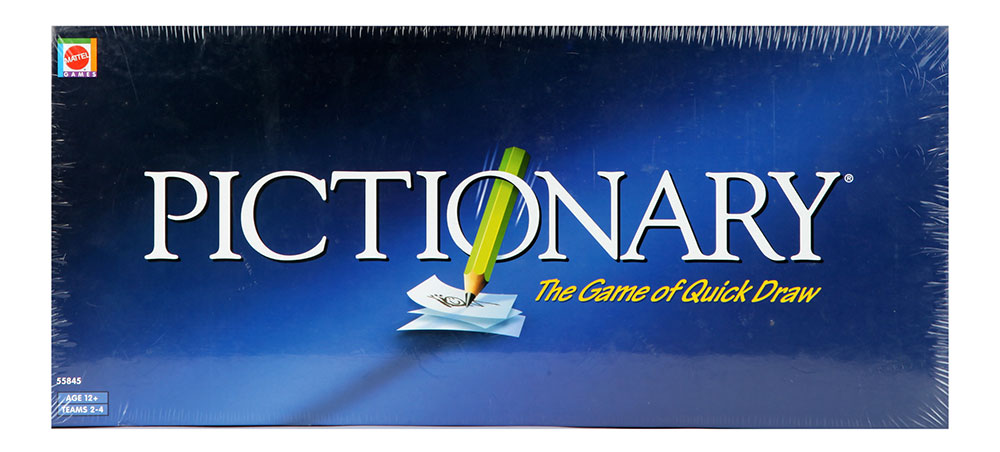 MATTEL
GAMES
PICTIONARY®
The Game of Quick Draw
55845
AGE 12+
TEAMS 2-4